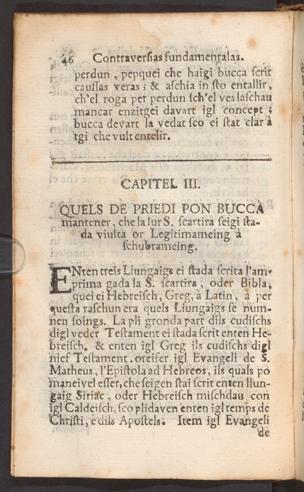 46 Contraversias fundamentalas.
perdun, pepquei che haigi bucca ſcrit
cauſſas veras; & aſchia in ſto entallir,
ch'el roga per perdun ſch'el ves laschau
mancar enzitgei davart igl concept;
bucca devart la vedat ſco ei ſtat clar à
tgi che vult entelir.
CAPITEL III.
QUELS DE PRIEDI PON BUCCÀ
mantener, che la lur S. ſcartira ſeigi ſta-
da viulta or Legitimameing à
ſchubrameing.
ENten treis Liungaigs ei ſtada ſcrita l'am-
prima gada la S. ſcartira, oder Bibla,
quei ei Hebreiſch, Greg, à Latin, à per
queſta raſchun era quels Liungaigs ſe num-
nen ſoings. La pli gronda part dils cudiſchs
digl veder Teſtament ei ſtada ſcrit enten He-
breiſch. & enten igl Greg ils cudiſchs digl
nief Teſtament. oreifer igl Evangeli de S.
Matheus, l'Epiſtola ad Hebreos, ils quals po
maneivel eſſer, che ſeigen ſtai ſcrit enten liun-
gaig Siriac, oder Hebreiſch miſchdau con
igl Caldeiſch, ſco plidaven enten igl temps de
Chriſti, e dils Apoſtels. Item igl Evangeli
de